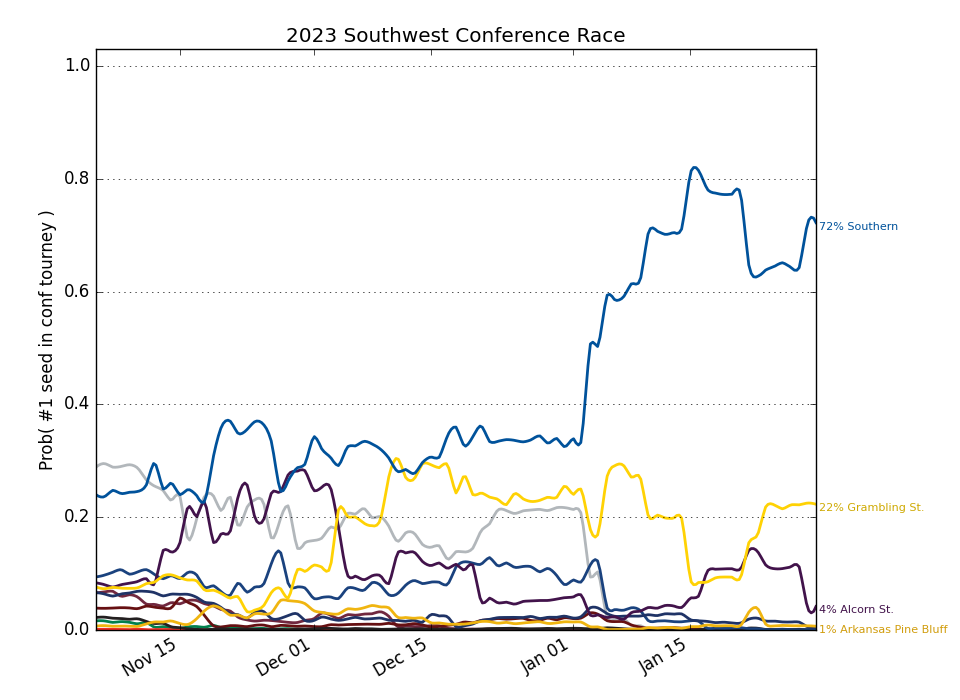 2023 Southwest Conference Race
Prob( #1 seed in conf tourney )
1.0
0.8
0.6
0.4
0.2
0.0
Nov 15
Dec 01
Dec 15
Jan 01
Jan 15
72% Southern
22% Grambling St.
4% Alcorn St.
1% Arkansas Pine Bluff